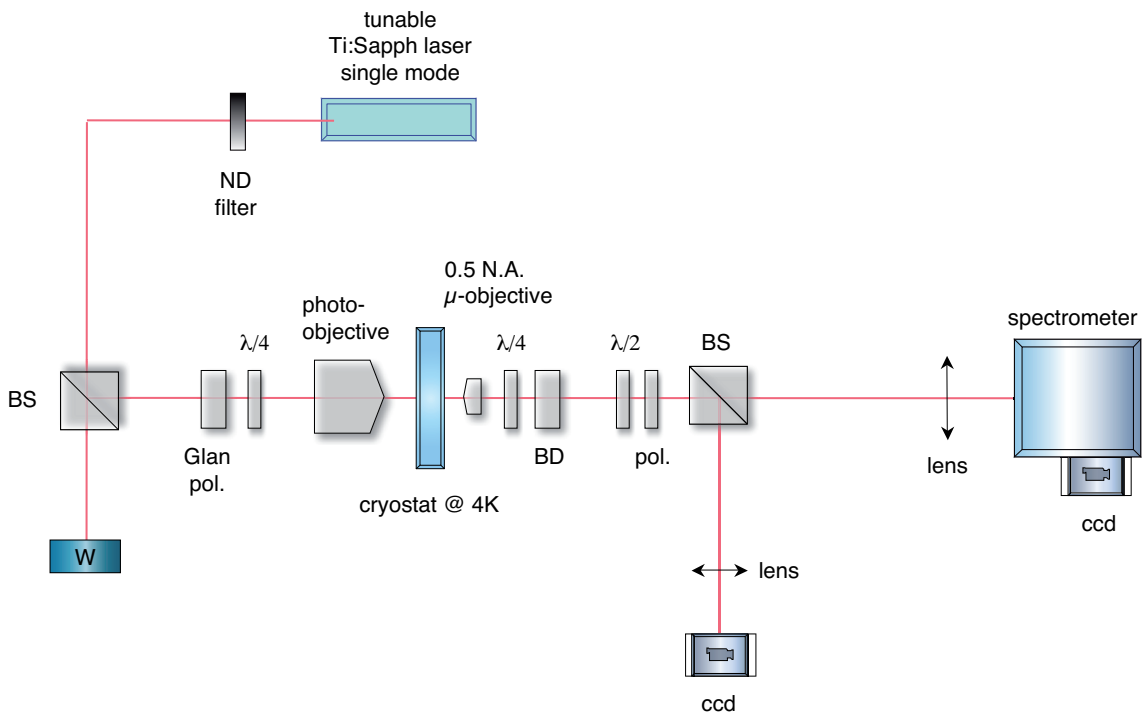 tunable
Ti:Sapph laser
single mode
ND
filter
0.5 N.A.
μ-objective
photo-
objective
λ/4
λ/4
λ/2
BS
spectrometer
BS
Glan
pol.
BD
pol.
lens
cryostat @ 4K
ccd
W
lens
ccd